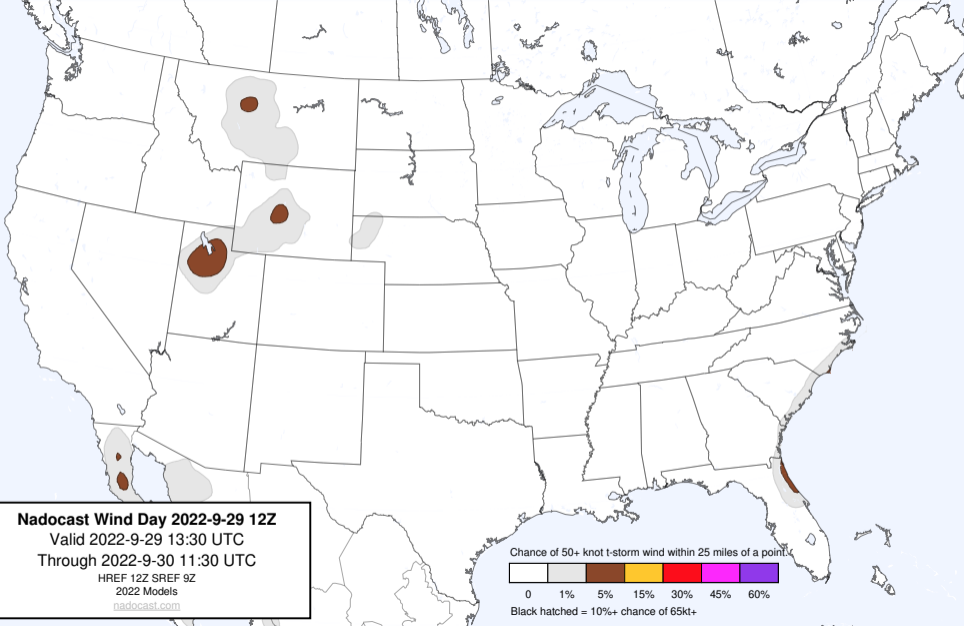 Nadocast Wind Day 2022-9-29 12Z
Valid 2022-9-29 13:30 UTC
Through 2022-9-30 11:30 UTC
HREF 12Z SREF 9Z
2022 Models
nadocast.com
Chance of 50+ knot t-storm wind within 25 miles of a point.
0 1% 5% 15% 30% 45% 60%
Black hatched = 10%+ chance of 65kt+